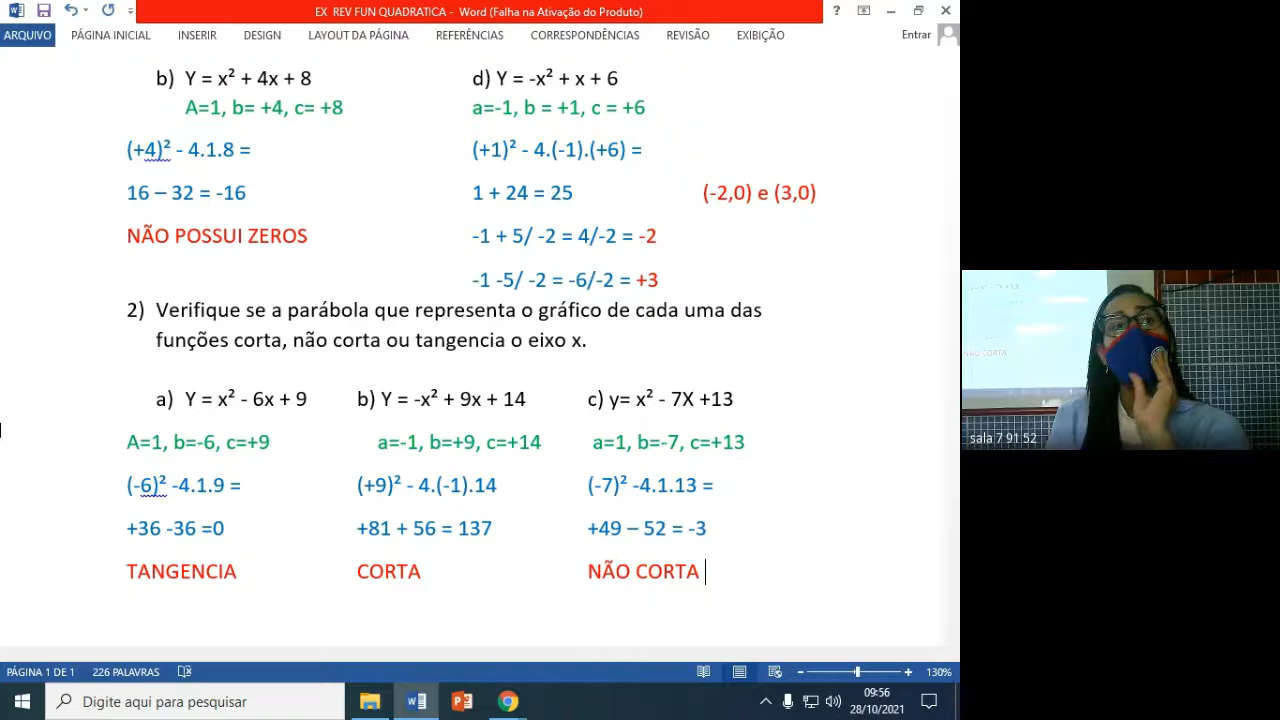 EX REV FUN QUADRATICA - Word (Falha na Ativação do Produto)
ARQUIVO PÁGINA INICIAL INSERIR DESIGN LAYOUT DA PÁGINA REFERÊNCIAS CORRESPONDÊNCIAS REVISÃO EXIBIÇÃO Entrar
b) Y = x² + 4x + 8
A=1, b= +4, c= +8
(+4)² - 4.1.8 =
16 – 32 = -16
NÃO POSSUI ZEROS
d) Y = -x² + x + 6
a=-1, b = +1, c = +6
(+1)² - 4.(-1).(+6) =
1 + 24 = 25 (-2,0) e (3,0)
-1 + 5/ -2 = 4/-2 = -2
-1 -5/ -2 = -6/-2 = +3
2) Verifique se a parábola que representa o gráfico de cada uma das
funções corta, não corta ou tangencia o eixo x.
a) Y = x² - 6x + 9 b) Y = -x² + 9x + 14 c) y= x² - 7X +13
A=1, b=-6, c=+9 a=-1, b=+9, c=+14 a=1, b=-7, c=+13
(-6)² -4.1.9 = (+9)² - 4.(-1).14 (-7)² -4.1.13 =
+36 -36 =0 +81 + 56 = 137 +49 – 52 = -3
TANGENCIA CORTA NÃO CORTA
NÃO CORTA
sala 7 91 52
PÁGINA 1 DE 1 226 PALAVRAS 130%
Digite aqui para pesquisar
09:56
28/10/2021